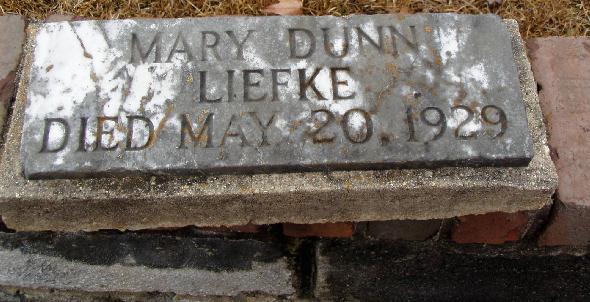 MARY DUNN
LIEFKE
DIED MAY 20, 1929